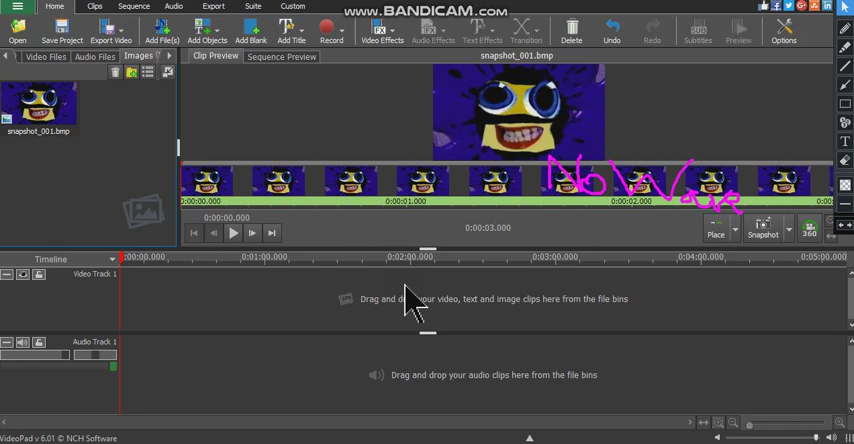 WWW.BANDICAM.COM
Home Clips Sequence Audio Export Suite Custom
Open Save Project Export Video Add File(s) Add Objects Add Blank Add Title Record Video Effects Audio Effects Text Effects Transition Delete Undo Redo Subtitles Preview Options
Video Files Audio Files Images
Clip Preview Sequence Preview
snapshot_001.bmp
snapshot_001.bmp
No Wave
0:00:00.000 0:00:01.000 0:00:02.000
0:00:00.000
0:00:03.000
Place Snapshot 360
Timeline
:00:00.000 0:01:00.000 0:02:00.000 0:03:00.000 0:04:00.000 0:05:00.000
Video Track 1
Drag and drop your video, text and image clips here from the file bins
Audio Track 1
Drag and drop your audio clips here from the file bins
VideoPad v 6.01 © NCH Software